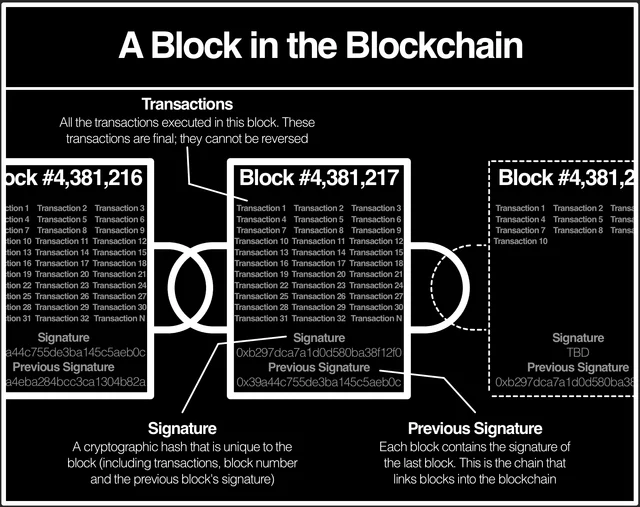 A Block in the Blockchain
Transactions
All the transactions executed in this block. These
transactions are final; they cannot be reversed
ock #4,381,216
ction 1 Transaction 2 Transaction 3
ction 4 Transaction 5 Transaction 6
ction 7 Transaction 8 Transaction 9
ction 10 Transaction 11 Transaction 12
ction 13 Transaction 14 Transaction 15
ction 16 Transaction 17 Transaction 18
ction 19 Transaction 20 Transaction 21
ction 22 Transaction 23 Transaction 24
ction 25 Transaction 26 Transaction 27
ction 28 Transaction 29 Transaction 30
ction 31 Transaction 32 Transaction N
Signature
a44c755de3ba145c5aeb0c
Previous Signature
a4eba284bcc3ca1304b82a
Block #4,381,217
Transaction 1 Transaction 2 Transaction 3
Transaction 4 Transaction 5 Transaction 6
Transaction 7 Transaction 8 Transaction 9
Transaction 10 Transaction 11 Transaction 12
Transaction 13 Transaction 14 Transaction 15
Transaction 16 Transaction 17 Transaction 18
Transaction 19 Transaction 20 Transaction 21
Transaction 22 Transaction 23 Transaction 24
Transaction 25 Transaction 26 Transaction 27
Transaction 28 Transaction 29 Transaction 30
Transaction 31 Transaction 32 Transaction N
Signature
0xb297dca7a1d0d580ba38f12f0
Previous Signature
0x39a44c755de3ba145c5aeb0c
Block #4,381,2
Transaction 1 Transaction 2 Transa
Transaction 4 Transaction 5 Transa
Transaction 7 Transaction 8 Transa
Transaction 10
Signature
TBD
Previous Signature
0xb297dca7a1d0d580ba38
Signature
A cryptographic hash that is unique to the
block (including transactions, block number
and the previous block's signature)
Previous Signature
Each block contains the signature of
the last block. This is the chain that
links blocks into the blockchain